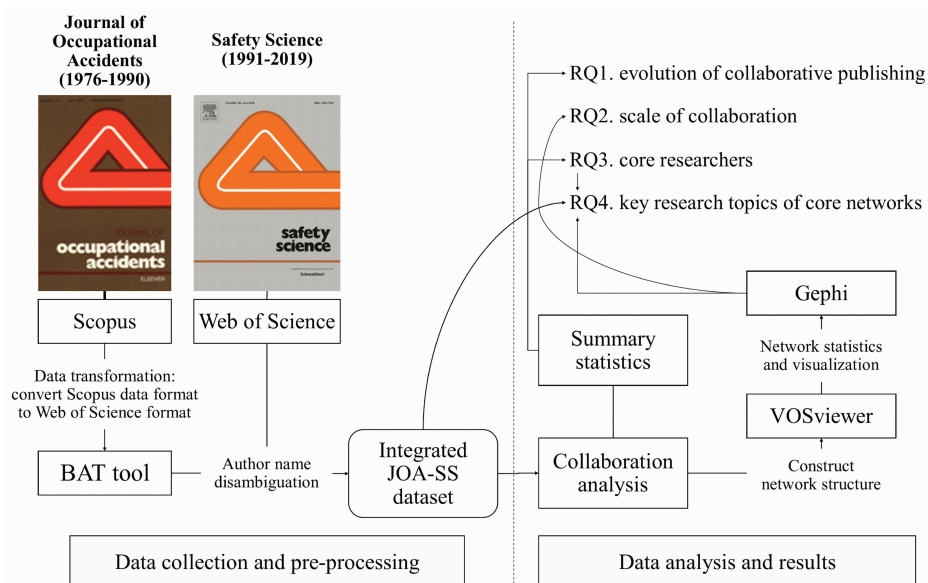 Journal of
Occupational
Accidents
(1976-1990)
Safety Science
(1991-2019)
JOURNAL OF
occupational
accidents
ELSEVIER
safety
science
ScienceDirect
Scopus
Web of Science
Data transformation:
convert Scopus data format
to Web of Science format
BAT tool
Author name
disambiguation
Integrated
JOA-SS
dataset
Data collection and pre-processing
RQ1. evolution of collaborative publishing
RQ2. scale of collaboration
RQ3. core researchers
RQ4. key research topics of core networks
Gephi
Summary
statistics
Network statistics
and visualization
VOSviewer
Collaboration
analysis
Construct
network structure
Data analysis and results